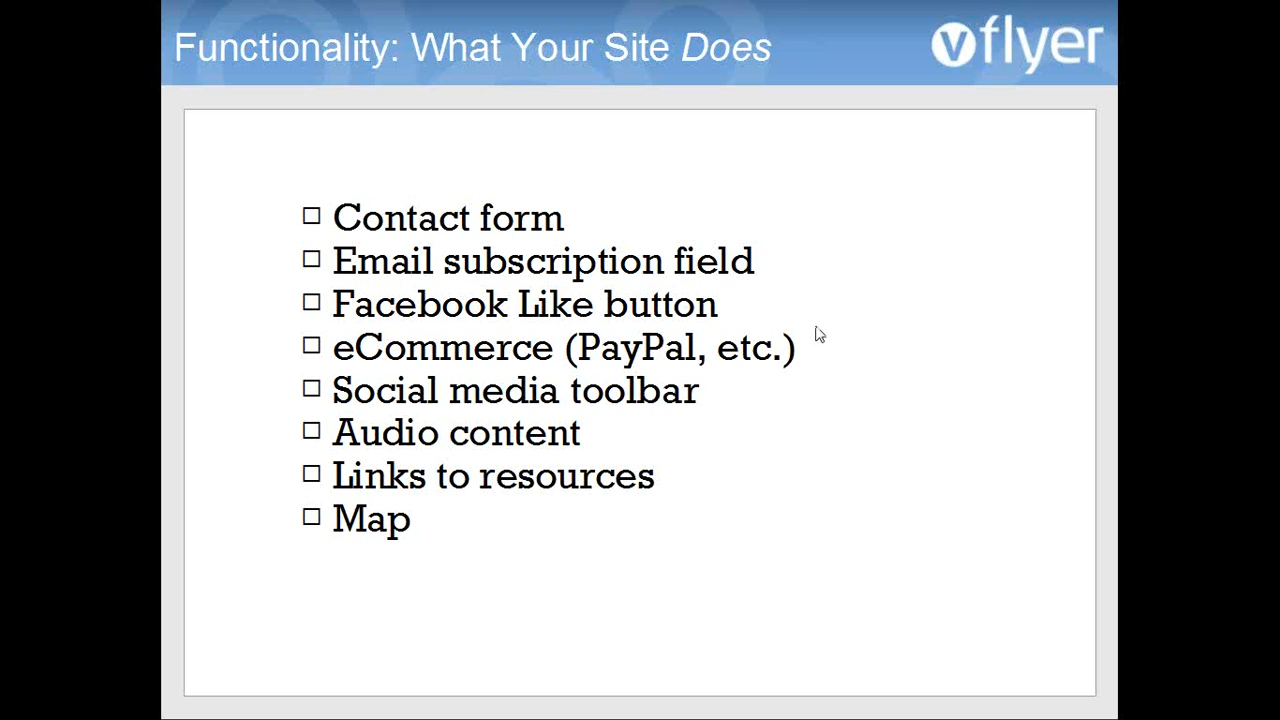 Functionality: What Your Site Does
vflyer
Contact form
Email subscription field
Facebook Like button
eCommerce (PayPal, etc.)
Social media toolbar
Audio content
Links to resources
Map